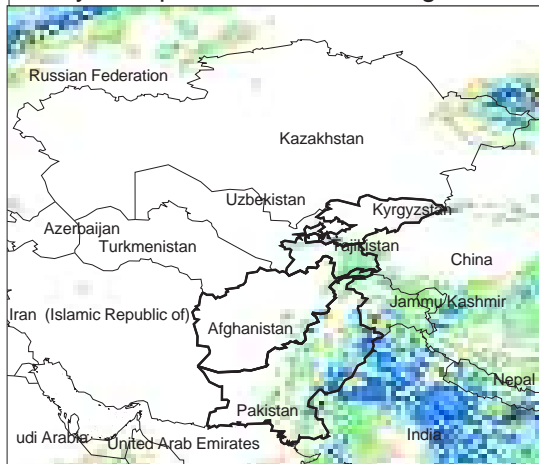 Russian Federation
Kazakhstan
Uzbekistan
Kyrgyzstan
Azerbaijan
Turkmenistan
Tajikistan
China
Iran (Islamic Republic of)
Jammu/Kashmir
Afghanistan
Nepal
Pakistan
udi Arabia
United Arab Emirates
India